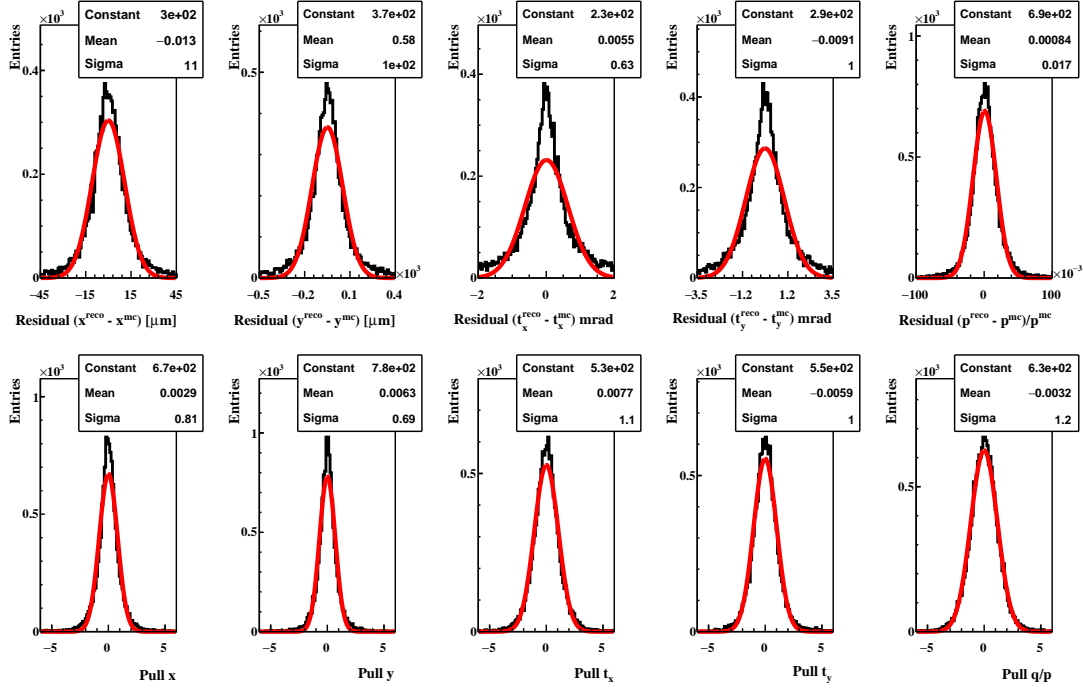 ×10³
Constant 3e+02
Mean −0.013
Sigma 11
Entries
0.4
0.2
0
−45 −15 15 45
Residual (x^reco - x^mc) [μm]
×10³
Constant 3.7e+02
Mean 0.58
Sigma 1e+02
Entries
0.5
0
−0.5 −0.2 0.1 0.4
×10³
Residual (y^reco - y^mc) [μm]
×10³
Constant 2.3e+02
Mean 0.0055
Sigma 0.63
Entries
0.4
0.2
0
−2 0 2
Residual (t_x^reco - t_x^mc) mrad
×10³
Constant 2.9e+02
Mean −0.0091
Sigma 1
Entries
0.6
0.4
0.2
0
−3.5 −1.2 1.2 3.5
Residual (t_y^reco - t_y^mc) mrad
×10³
Constant 6.9e+02
Mean 0.00084
Sigma 0.017
Entries
1
0.5
0
−100 0 100
×10⁻³
Residual (p^reco - p^mc)/p^mc
×10³
Constant 6.7e+02
Mean 0.0029
Sigma 0.81
Entries
1
0.5
0
−5 0 5
Pull x
×10³
Constant 7.8e+02
Mean 0.0063
Sigma 0.69
Entries
1
0.5
0
−5 0 5
Pull y
×10³
Constant 5.3e+02
Mean 0.0077
Sigma 1.1
Entries
0.5
0
−5 0 5
Pull t_x
×10³
Constant 5.5e+02
Mean −0.0059
Sigma 1
Entries
0.5
0
−5 0 5
Pull t_y
×10³
Constant 6.3e+02
Mean −0.0032
Sigma 1.2
Entries
0.5
0
−5 0 5
Pull q/p